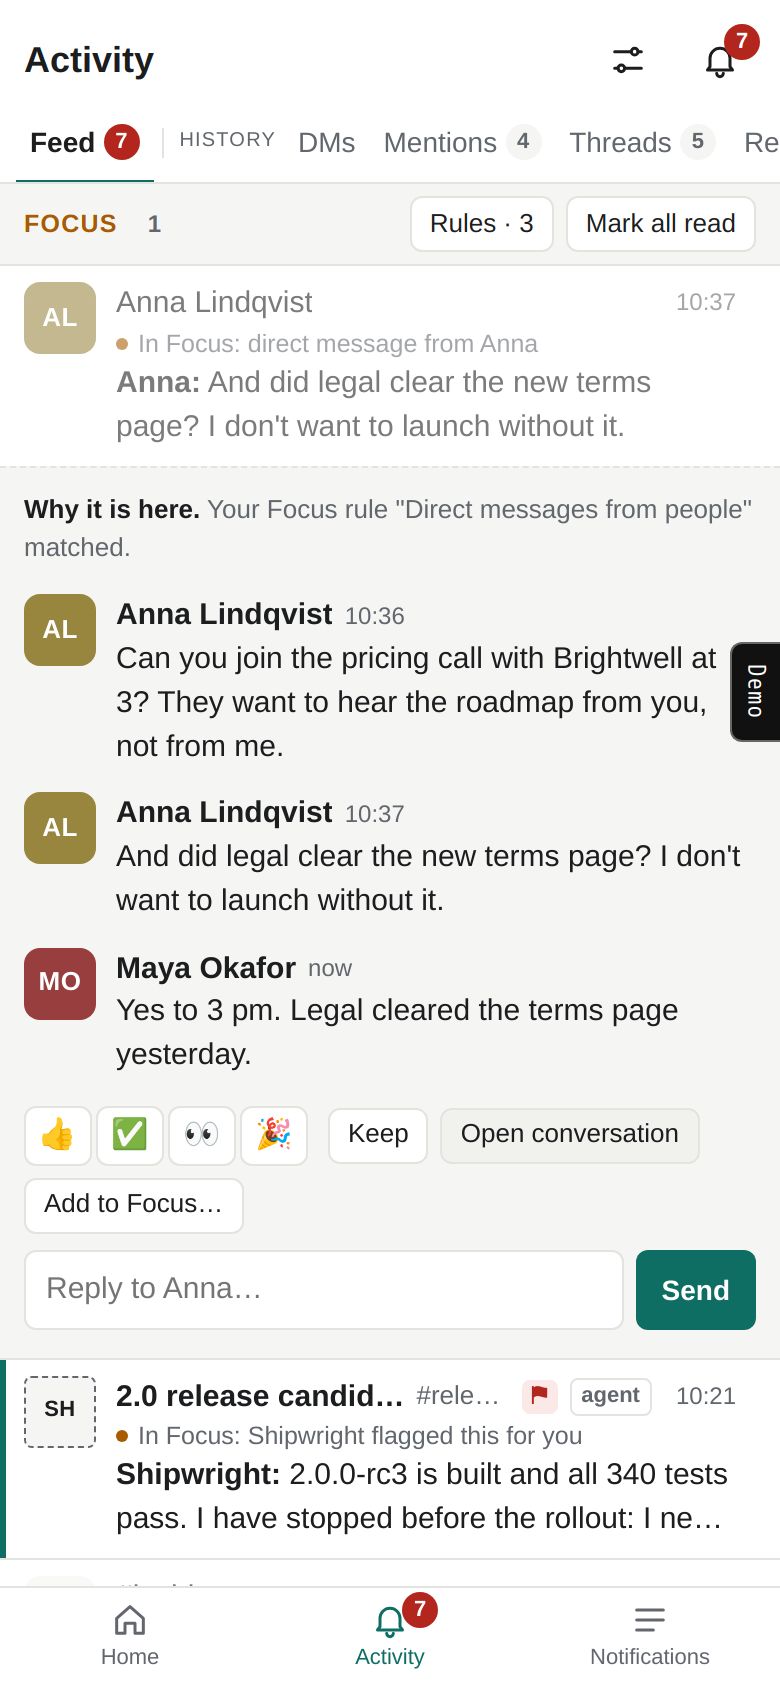 Activity
7
Feed 7 HISTORY DMs Mentions 4 Threads 5 Re
FOCUS 1 Rules · 3 Mark all read
AL Anna Lindqvist 10:37
In Focus: direct message from Anna
Anna: And did legal clear the new terms
page? I don't want to launch without it.
Why it is here. Your Focus rule "Direct messages from people"
matched.
AL Anna Lindqvist 10:36
Can you join the pricing call with Brightwell at
3? They want to hear the roadmap from you,
not from me.
Demo
AL Anna Lindqvist 10:37
And did legal clear the new terms page? I don't
want to launch without it.
MO Maya Okafor now
Yes to 3 pm. Legal cleared the terms page
yesterday.
Keep Open conversation
Add to Focus…
Reply to Anna… Send
SH 2.0 release candid… #rele… agent 10:21
In Focus: Shipwright flagged this for you
Shipwright: 2.0.0-rc3 is built and all 340 tests
pass. I have stopped before the rollout: I ne…
7
Home Activity Notifications